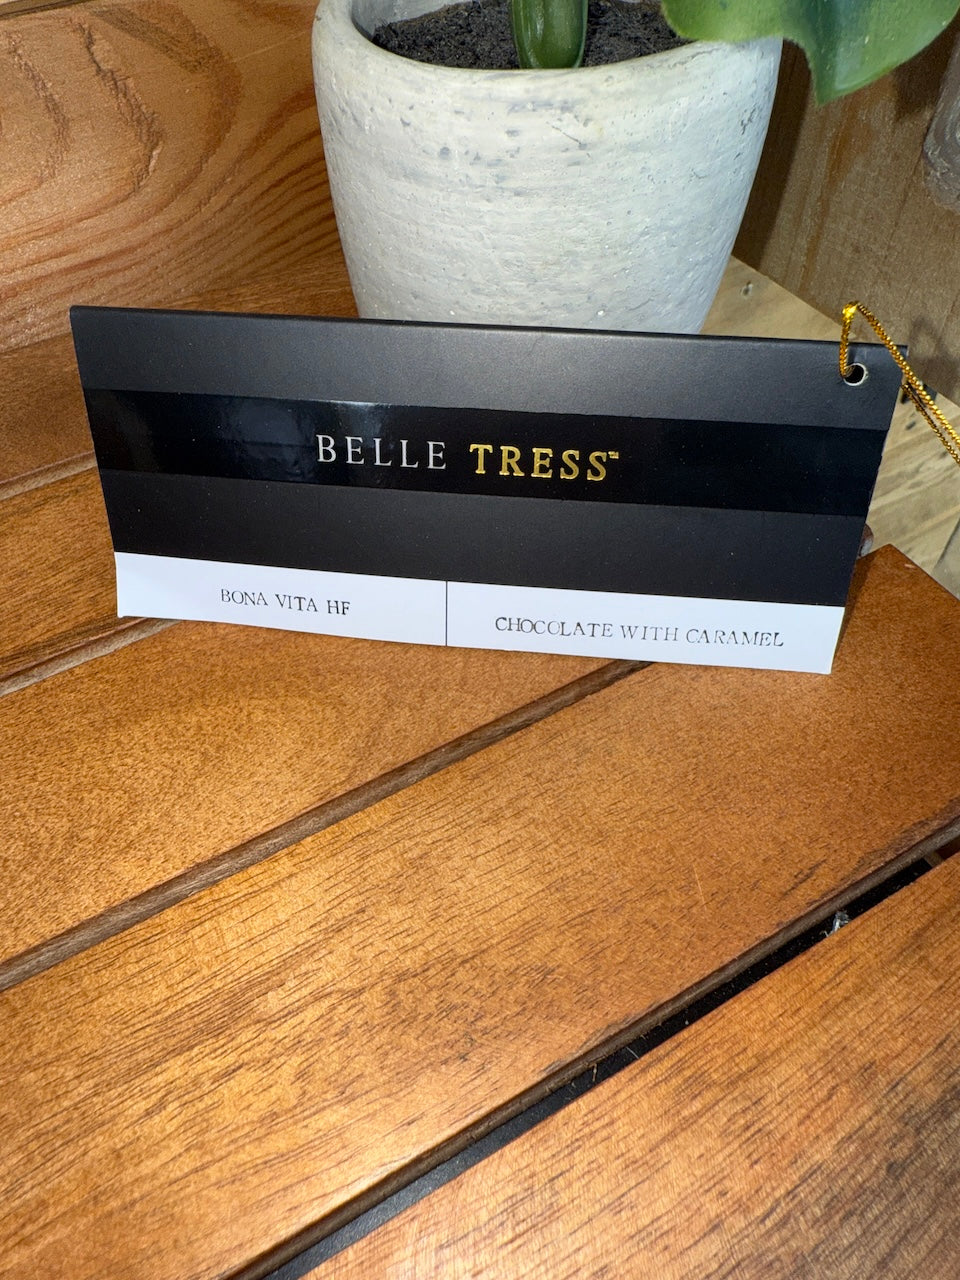 BELLE TRESS™
BONA VITA HF
CHOCOLATE WITH CARAMEL